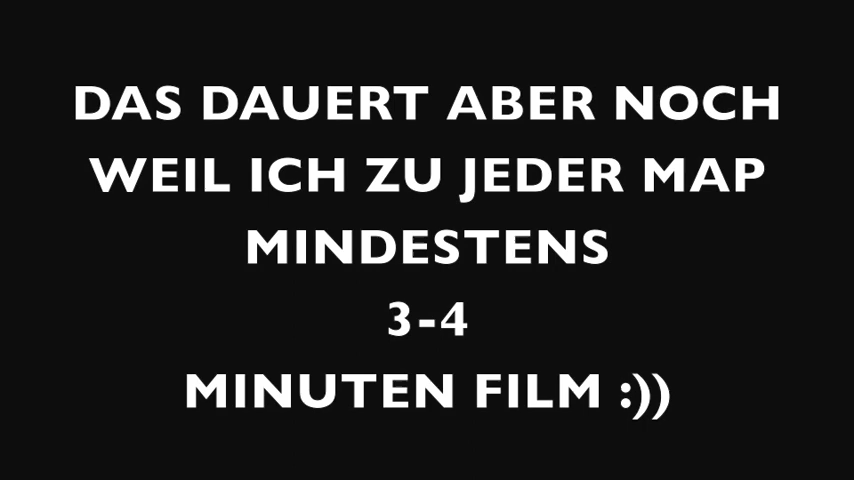 DAS DAUERT ABER NOCH
WEIL ICH ZU JEDER MAP
MINDESTENS
3-4
MINUTEN FILM :))